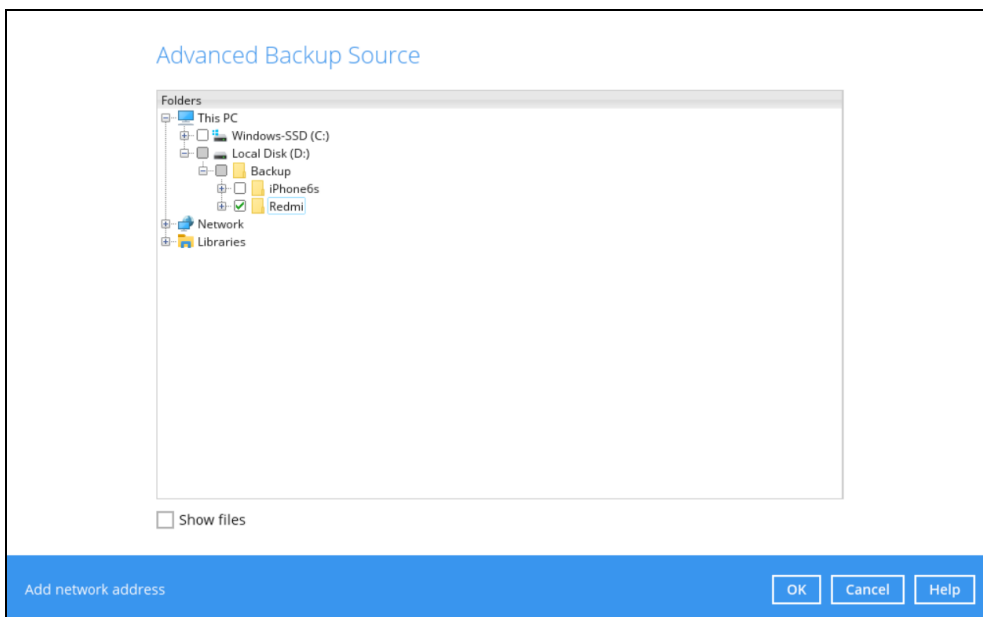 Advanced Backup Source
Folders
This PC
Windows-SSD (C:)
Local Disk (D:)
Backup
iPhone6s
Redmi
Network
Libraries
Show files
Add network address OK Cancel Help